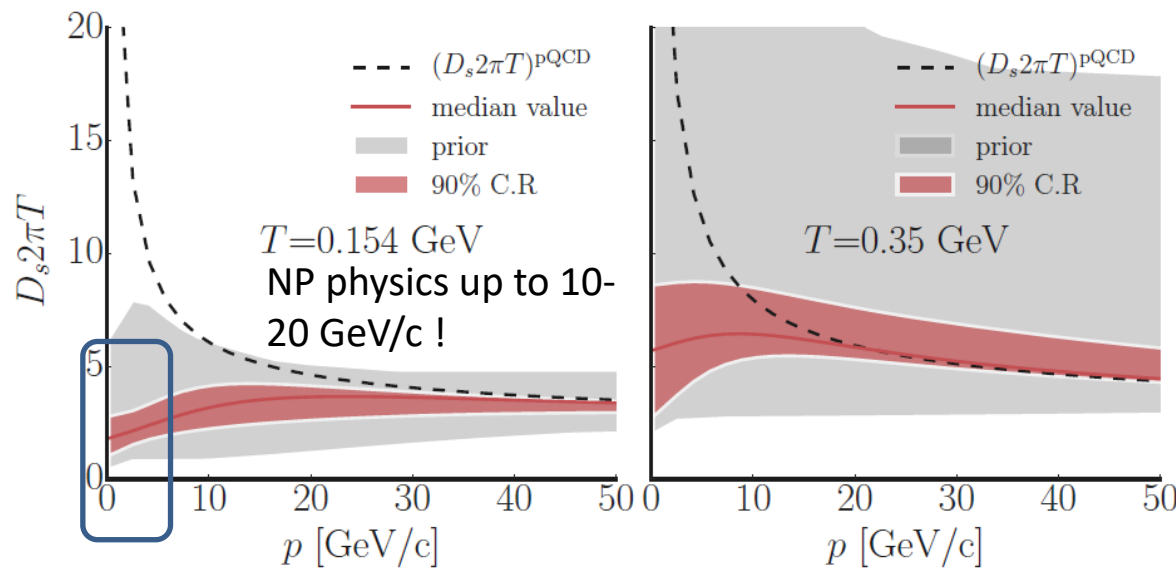 20
15
10
5
0
D_s2πT
(D_s2πT)^pQCD
median value
prior
90% C.R
T=0.154 GeV
NP physics up to 10-
20 GeV/c !
0 10 20 30 40 50
p [GeV/c]
(D_s2πT)^pQCD
median value
prior
90% C.R
T=0.35 GeV
0 10 20 30 40 50
p [GeV/c]